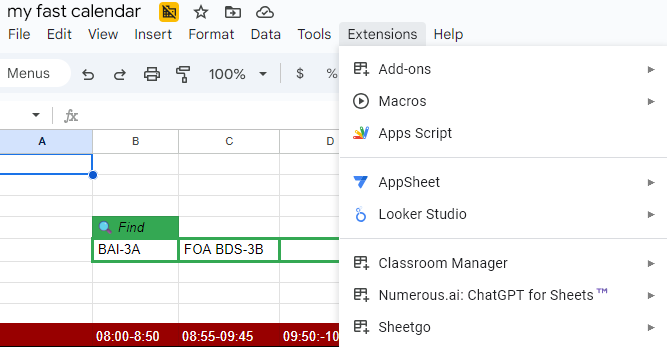 my fast calendar
File Edit View Insert Format Data Tools Extensions Help
Menus 100% $ %
fx
A B C D
Find
BAI-3A FOA BDS-3B
08:00-8:50 08:55-09:45 09:50:-10
Add-ons
Macros
Apps Script
AppSheet
Looker Studio
Classroom Manager
Numerous.ai: ChatGPT for Sheets™
Sheetgo